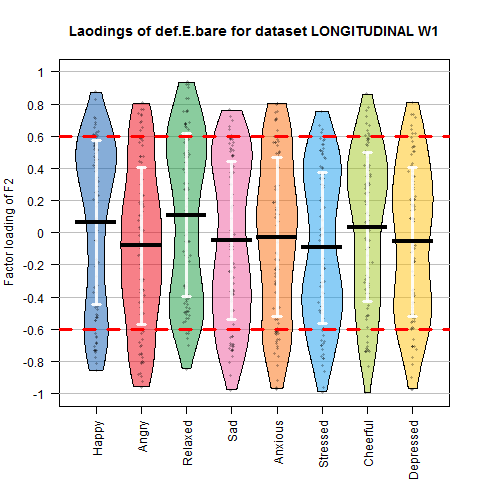 Laodings of def.E.bare for dataset LONGITUDINAL W1
Factor loading of F2
1
0.8
0.6
0.4
0.2
0
-0.2
-0.4
-0.6
-0.8
-1
Happy
Angry
Relaxed
Sad
Anxious
Stressed
Cheerful
Depressed